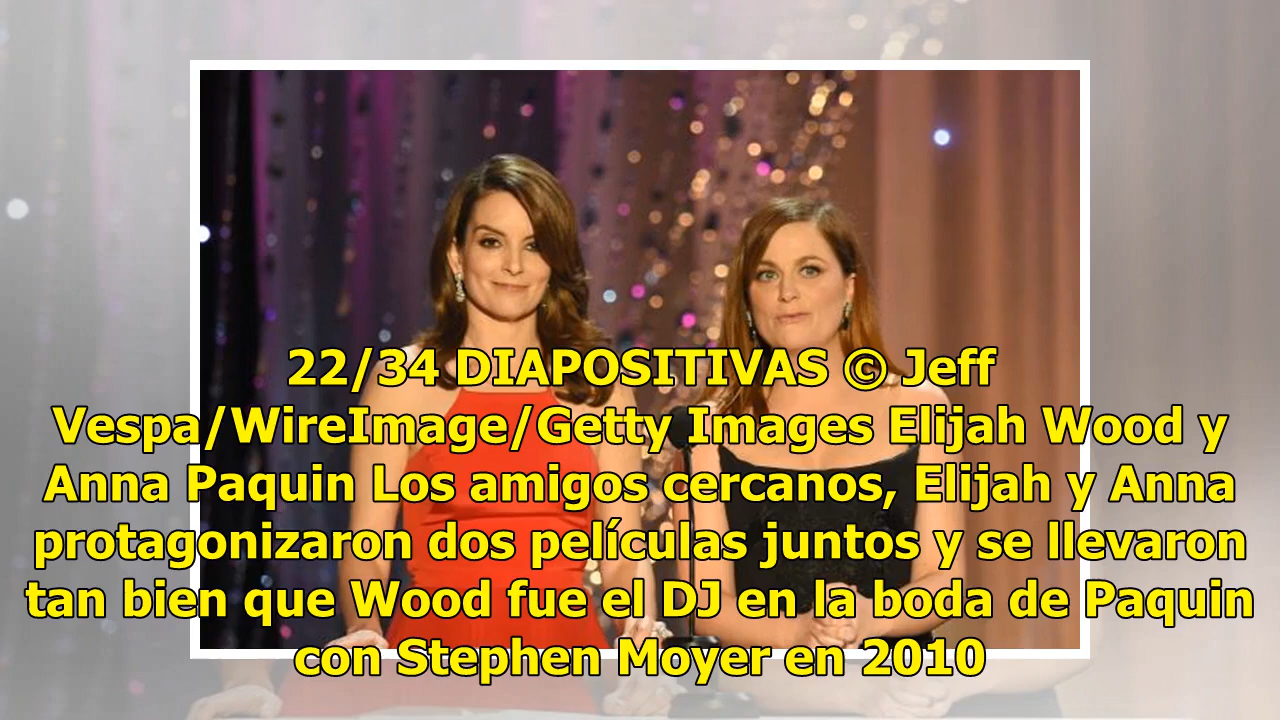 22/34 DIAPOSITIVAS © Jeff
Vespa/WireImage/Getty Images Elijah Wood y
Anna Paquin Los amigos cercanos, Elijah y Anna
protagonizaron dos películas juntos y se llevaron
tan bien que Wood fue el DJ en la boda de Paquin
con Stephen Moyer en 2010